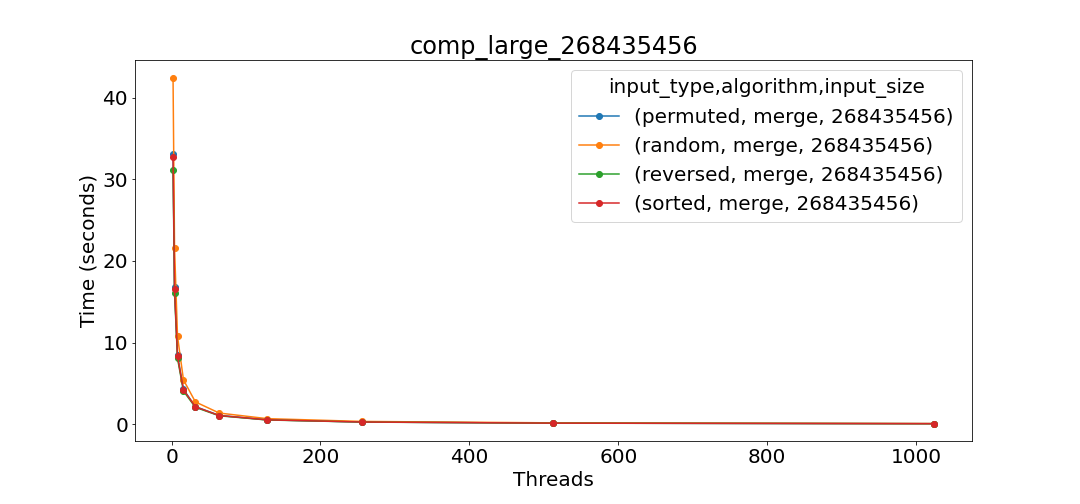 comp_large_268435456
input_type,algorithm,input_size
(permuted, merge, 268435456)
(random, merge, 268435456)
(reversed, merge, 268435456)
(sorted, merge, 268435456)
Time (seconds)
40
30
20
10
0
0 200 400 600 800 1000
Threads